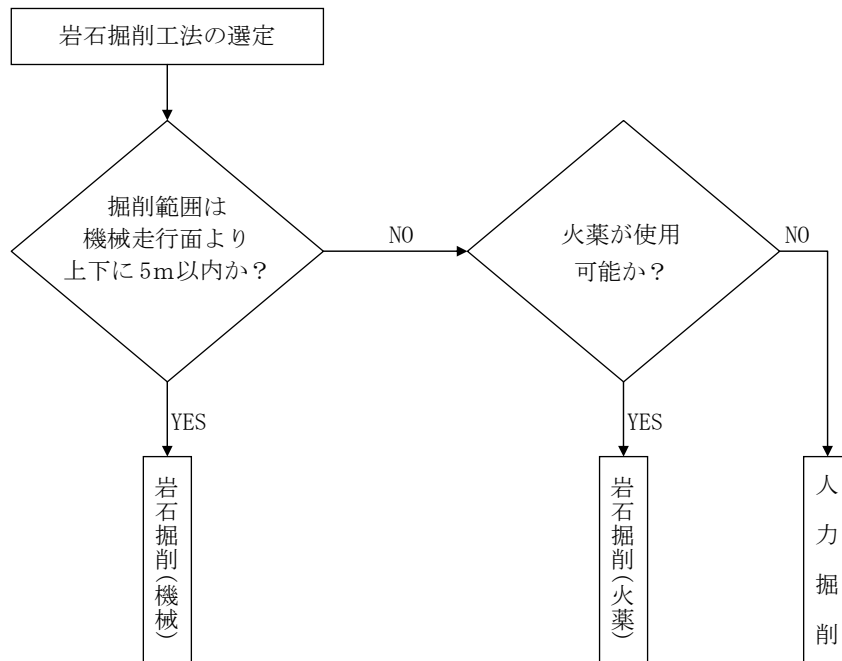 岩石掘削工法の選定
掘削範囲は
機械走行面より
上下に5m以内か？
NO
火薬が使用
可能か？
NO
YES
YES
岩石掘削(機械)
岩石掘削(火薬)
人力掘削